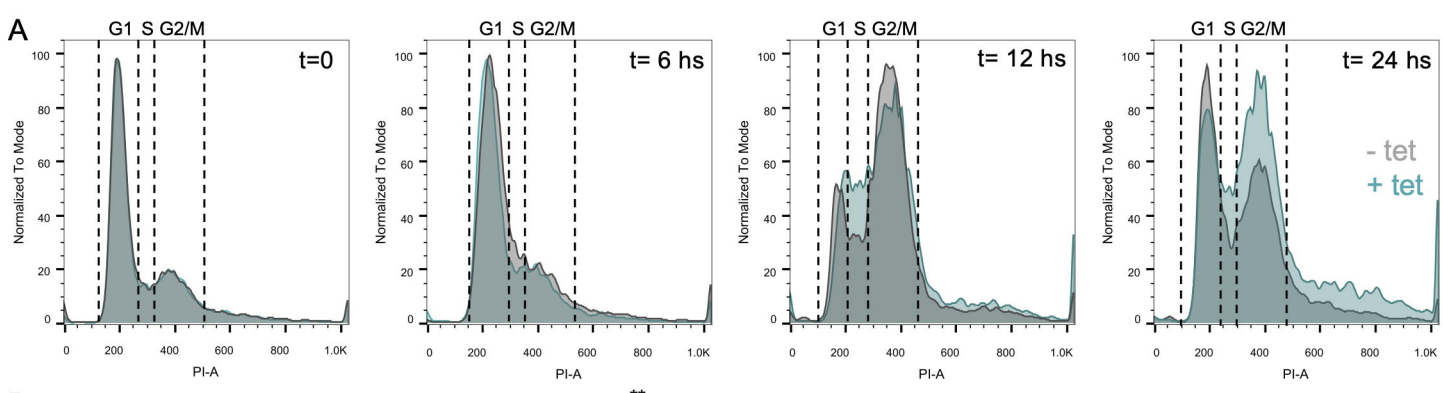 A
G1 S G2/M
t=0
100
80
60
40
20
0
Normalized To Mode
0 200 400 600 800 1.0K
PI-A
G1 S G2/M
t= 6 hs
100
80
60
40
20
0
Normalized To Mode
0 200 400 600 800 1.0K
PI-A
G1 S G2/M
t= 12 hs
100
80
60
40
20
0
Normalized To Mode
0 200 400 600 800 1.0K
PI-A
G1 S G2/M
t= 24 hs
- tet
+ tet
100
80
60
40
20
0
Normalized To Mode
0 200 400 600 800 1.0K
PI-A
**